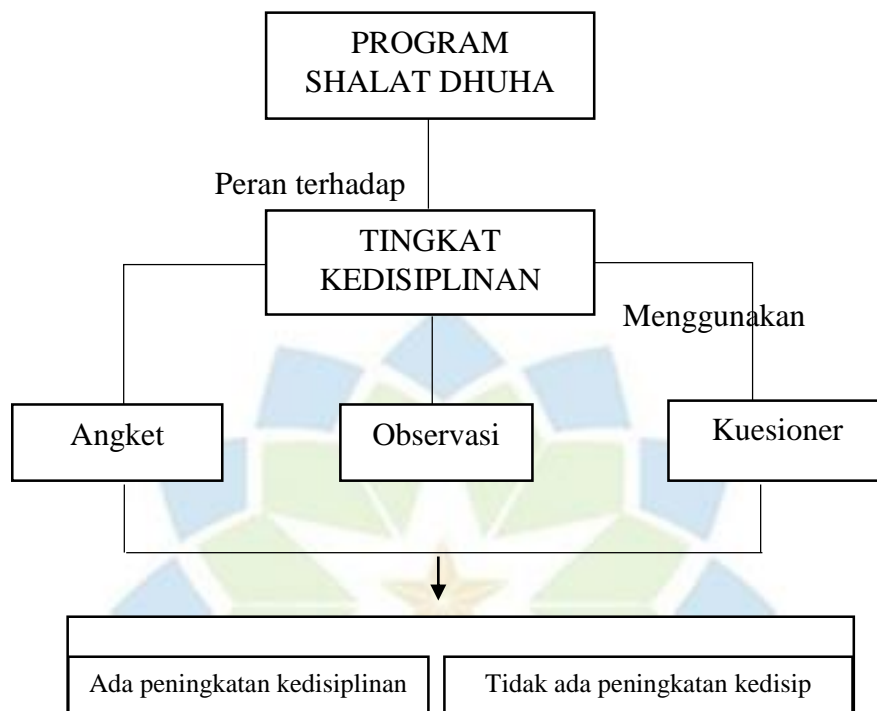 PROGRAM
SHALAT DHUHA
Peran terhadap
TINGKAT
KEDISIPLINAN
Menggunakan
Angket
Observasi
Kuesioner
Ada peningkatan kedisiplinan
Tidak ada peningkatan kedisip